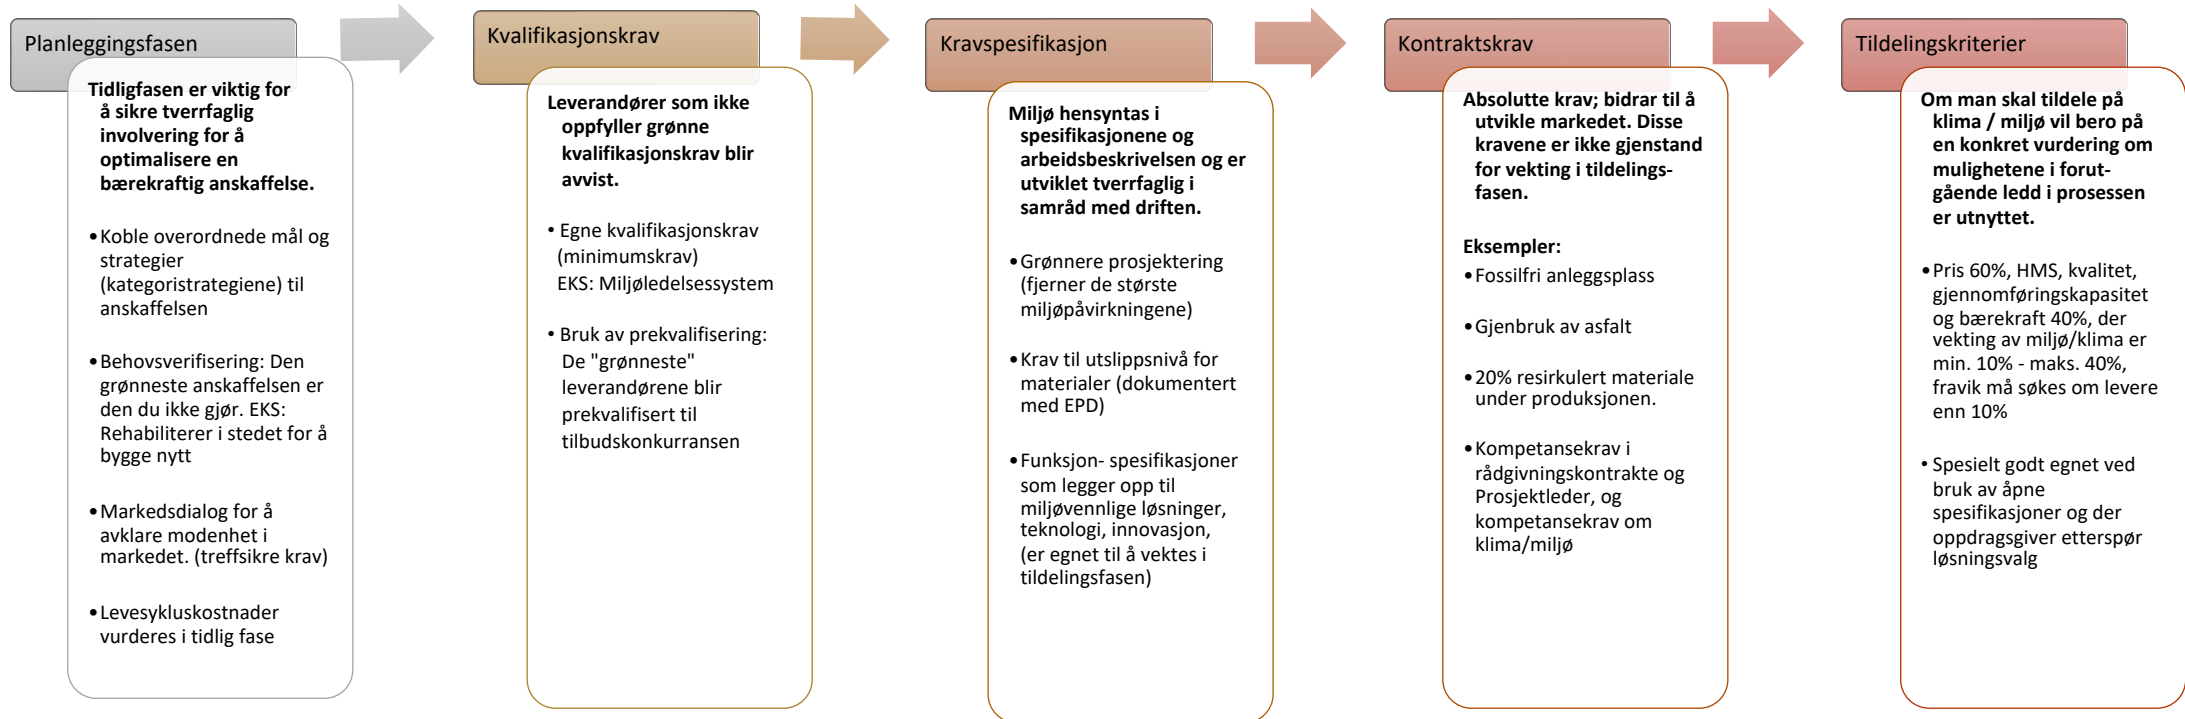 Planleggingsfasen
Tidligfasen er viktig for
å sikre tverrfaglig
involvering for å
optimalisere en
bærekraftig anskaffelse.
•Koble overordnede mål og
strategier
(kategoristrategiene) til
anskaffelsen
•Behovsverifisering: Den
grønneste anskaffelsen er
den du ikke gjør. EKS:
Rehabiliterer i stedet for å
bygge nytt
•Markedsdialog for å
avklare modenhet i
markedet. (treffsikre krav)
•Levesykluskostnader
vurderes i tidlig fase
Kvalifikasjonskrav
Leverandører som ikke
oppfyller grønne
kvalifikasjonskrav blir
avvist.
• Egne kvalifikasjonskrav
(minimumskrav)
EKS: Miljøledelsessystem
• Bruk av prekvalifisering:
De "grønneste"
leverandørene blir
prekvalifisert til
tilbudskonkurransen
Kravspesifikasjon
Miljø hensyntas i
spesifikasjonene og
arbeidsbeskrivelsen og er
utviklet tverrfaglig i
samråd med driften.
•Grønnere prosjektering
(fjerner de største
miljøpåvirkningene)
•Krav til utslippsnivå for
materialer (dokumentert
med EPD)
•Funksjon- spesifikasjoner
som legger opp til
miljøvennlige løsninger,
teknologi, innovasjon,
(er egnet til å vektes i
tildelingsfasen)
Kontraktskrav
Absolutte krav; bidrar til å
utvikle markedet. Disse
kravene er ikke gjenstand
for vekting i tildelings-
fasen.
Eksempler:
•Fossilfri anleggsplass
•Gjenbruk av asfalt
•20% resirkulert materiale
under produksjonen.
•Kompetansekrav i
rådgivningskontrakte og
Prosjektleder, og
kompetansekrav om
klima/miljø
Tildelingskriterier
Om man skal tildele på
klima / miljø vil bero på
en konkret vurdering om
mulighetene i forut-
gående ledd i prosessen
er utnyttet.
•Pris 60%, HMS, kvalitet,
gjennomføringskapasitet
og bærekraft 40%, der
vekting av miljø/klima er
min. 10% - maks. 40%,
fravik må søkes om levere
enn 10%
• Spesielt godt egnet ved
bruk av åpne
spesifikasjoner og der
oppdragsgiver etterspør
løsningsvalg